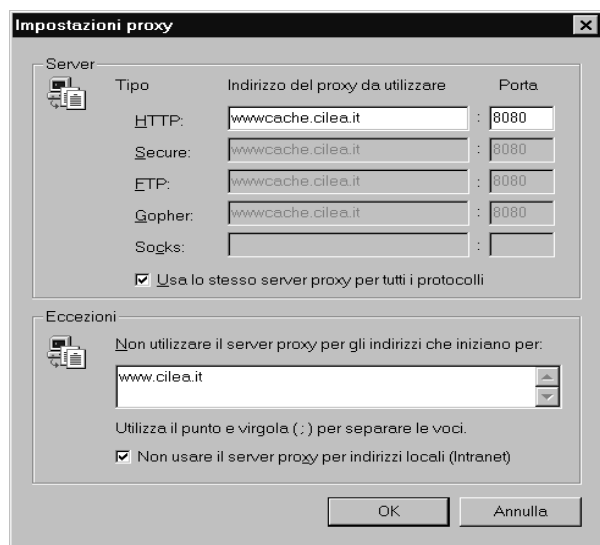 Impostazioni proxy
Server
Tipo Indirizzo del proxy da utilizzare Porta
HTTP: wwwcache.cilea.it : 8080
Secure: wwwcache.cilea.it : 8080
FTP: wwwcache.cilea.it : 8080
Gopher: wwwcache.cilea.it : 8080
Socks: :
Usa lo stesso server proxy per tutti i protocolli
Eccezioni
Non utilizzare il server proxy per gli indirizzi che iniziano per:
www.cilea.it
Utilizza il punto e virgola ( ; ) per separare le voci.
Non usare il server proxy per indirizzi locali (Intranet)
OK Annulla